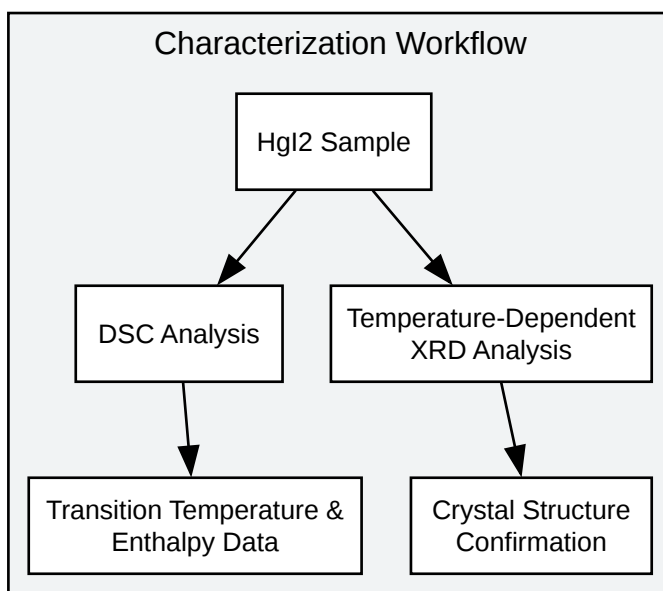 Characterization Workflow
HgI2 Sample
DSC Analysis
Temperature-Dependent
XRD Analysis
Transition Temperature &
Enthalpy Data
Crystal Structure
Confirmation